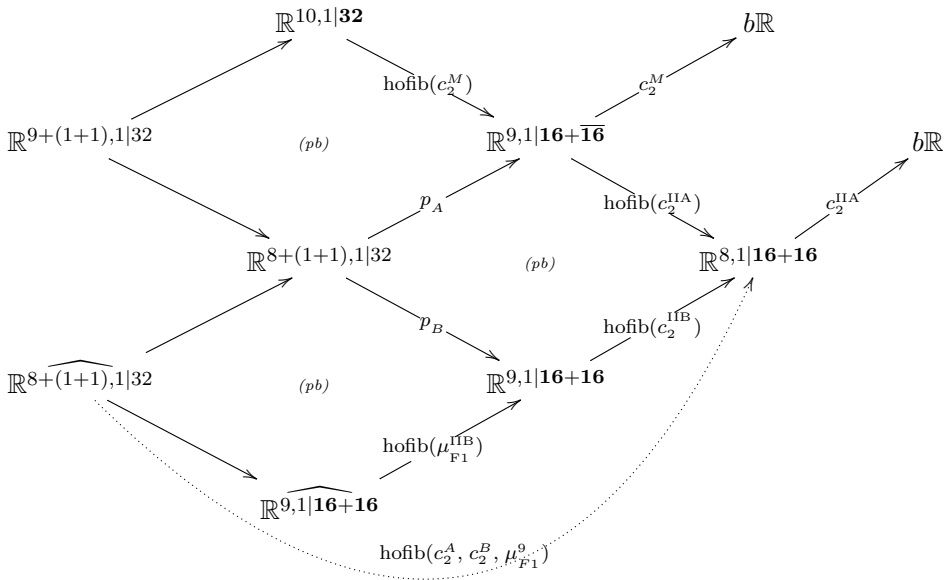 ℝ^{10,1|𝟑𝟐} bℝ
hofib(c_2^M) c_2^M
ℝ^{9+(1+1),1|32} (pb) ℝ^{9,1|𝟏𝟔+\overline{𝟏𝟔}} bℝ
p_A hofib(c_2^{IIA}) c_2^{IIA}
ℝ^{8+(1+1),1|32} (pb) ℝ^{8,1|𝟏𝟔+𝟏𝟔}
p_B hofib(c_2^{IIB})
ℝ^{\widehat{8+(1+1),1|32}} (pb) ℝ^{9,1|𝟏𝟔+𝟏𝟔}
hofib(μ_{F1}^{IIB})
ℝ^{\widehat{9,1|𝟏𝟔+𝟏𝟔}}
hofib(c_2^A, c_2^B, μ_{F1}^9)